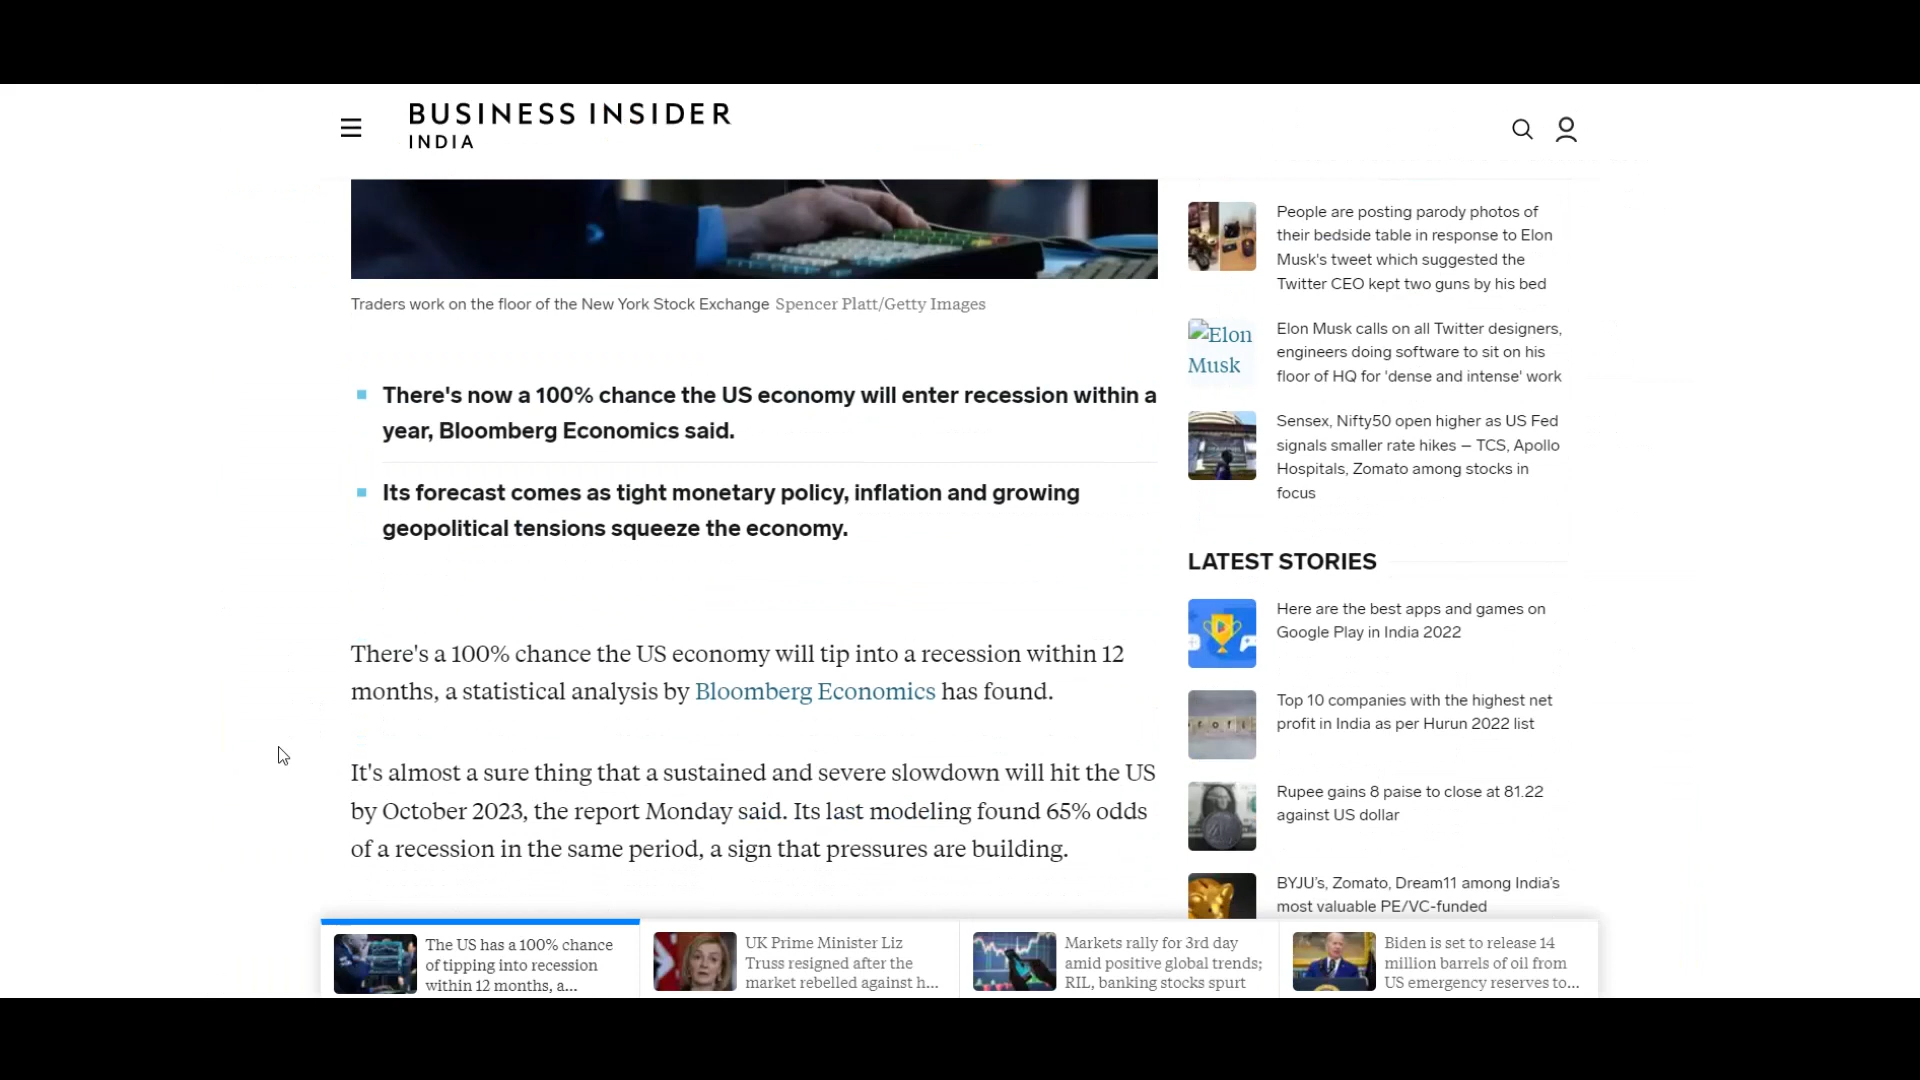 BUSINESS INSIDER
INDIA
Traders work on the floor of the New York Stock Exchange Spencer Platt/Getty Images
There's now a 100% chance the US economy will enter recession within a
year, Bloomberg Economics said.
Its forecast comes as tight monetary policy, inflation and growing
geopolitical tensions squeeze the economy.
There's a 100% chance the US economy will tip into a recession within 12
months, a statistical analysis by Bloomberg Economics has found.
It's almost a sure thing that a sustained and severe slowdown will hit the US
by October 2023, the report Monday said. Its last modeling found 65% odds
of a recession in the same period, a sign that pressures are building.
People are posting parody photos of
their bedside table in response to Elon
Musk's tweet which suggested the
Twitter CEO kept two guns by his bed
Elon
Musk
Elon Musk calls on all Twitter designers,
engineers doing software to sit on his
floor of HQ for 'dense and intense' work
Sensex, Nifty50 open higher as US Fed
signals smaller rate hikes – TCS, Apollo
Hospitals, Zomato among stocks in
focus
LATEST STORIES
Here are the best apps and games on
Google Play in India 2022
Top 10 companies with the highest net
profit in India as per Hurun 2022 list
Rupee gains 8 paise to close at 81.22
against US dollar
BYJU's, Zomato, Dream11 among India's
most valuable PE/VC-funded
The US has a 100% chance
of tipping into recession
within 12 months, a...
UK Prime Minister Liz
Truss resigned after the
market rebelled against h...
Markets rally for 3rd day
amid positive global trends;
RIL, banking stocks spurt
Biden is set to release 14
million barrels of oil from
US emergency reserves to...